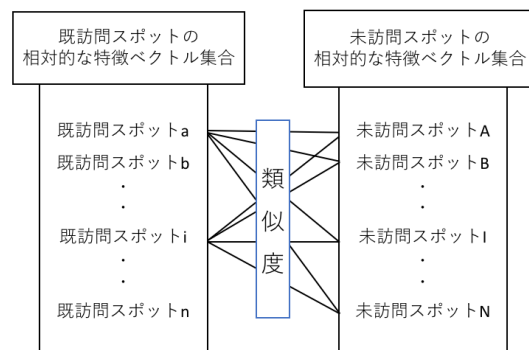 既訪問スポットの
相対的な特徴ベクトル集合
既訪問スポットa
既訪問スポットb
・
・
既訪問スポットi
・
・
既訪問スポットn
類
似
度
未訪問スポットの
相対的な特徴ベクトル集合
未訪問スポットA
未訪問スポットB
・
・
未訪問スポットI
・
・
未訪問スポットN